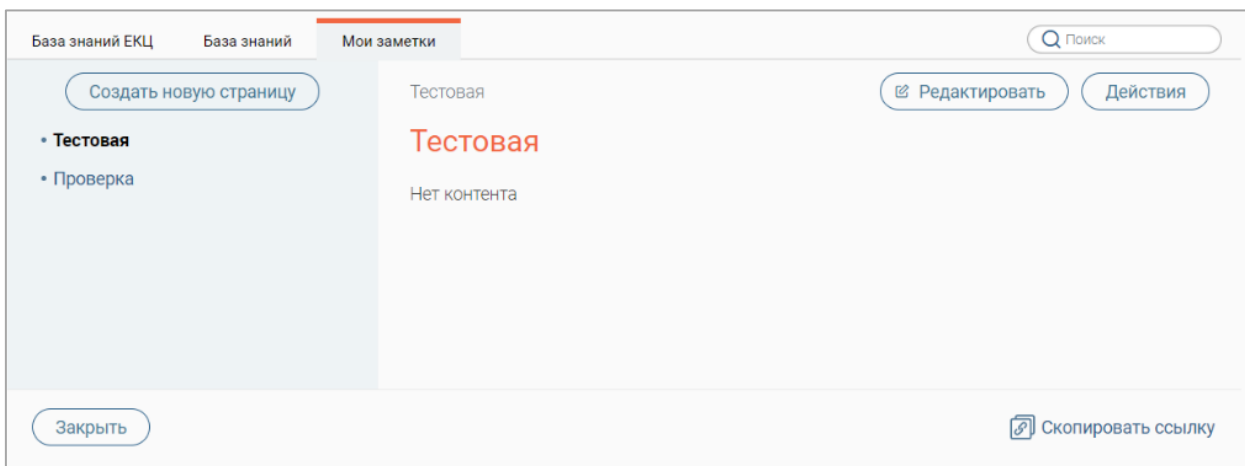 База знаний ЕКЦ База знаний Мои заметки Поиск
Создать новую страницу Тестовая Редактировать Действия
• Тестовая
Тестовая
• Проверка
Нет контента
Закрыть Скопировать ссылку